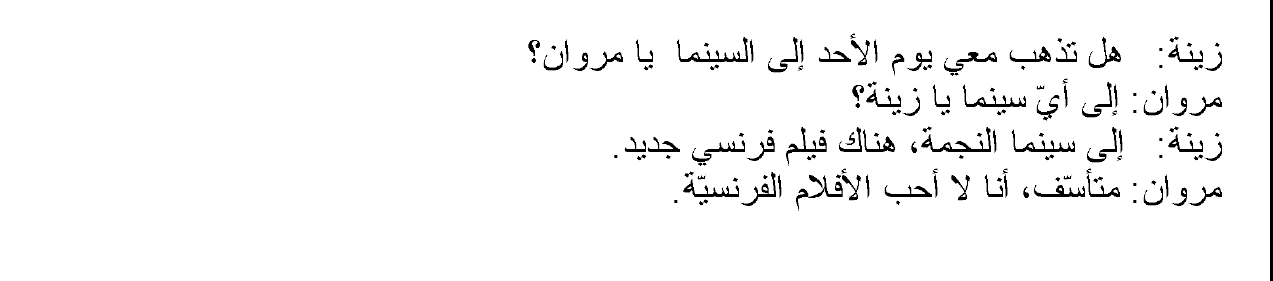 زينة: هل تذهب معي يوم الأحد إلى السينما يا مروان؟
مروان: إلى أيّ سينما يا زينة؟
زينة: إلى سينما النجمة، هناك فيلم فرنسي جديد.
مروان: متأسّف، أنا لا أحب الأفلام الفرنسيّة.